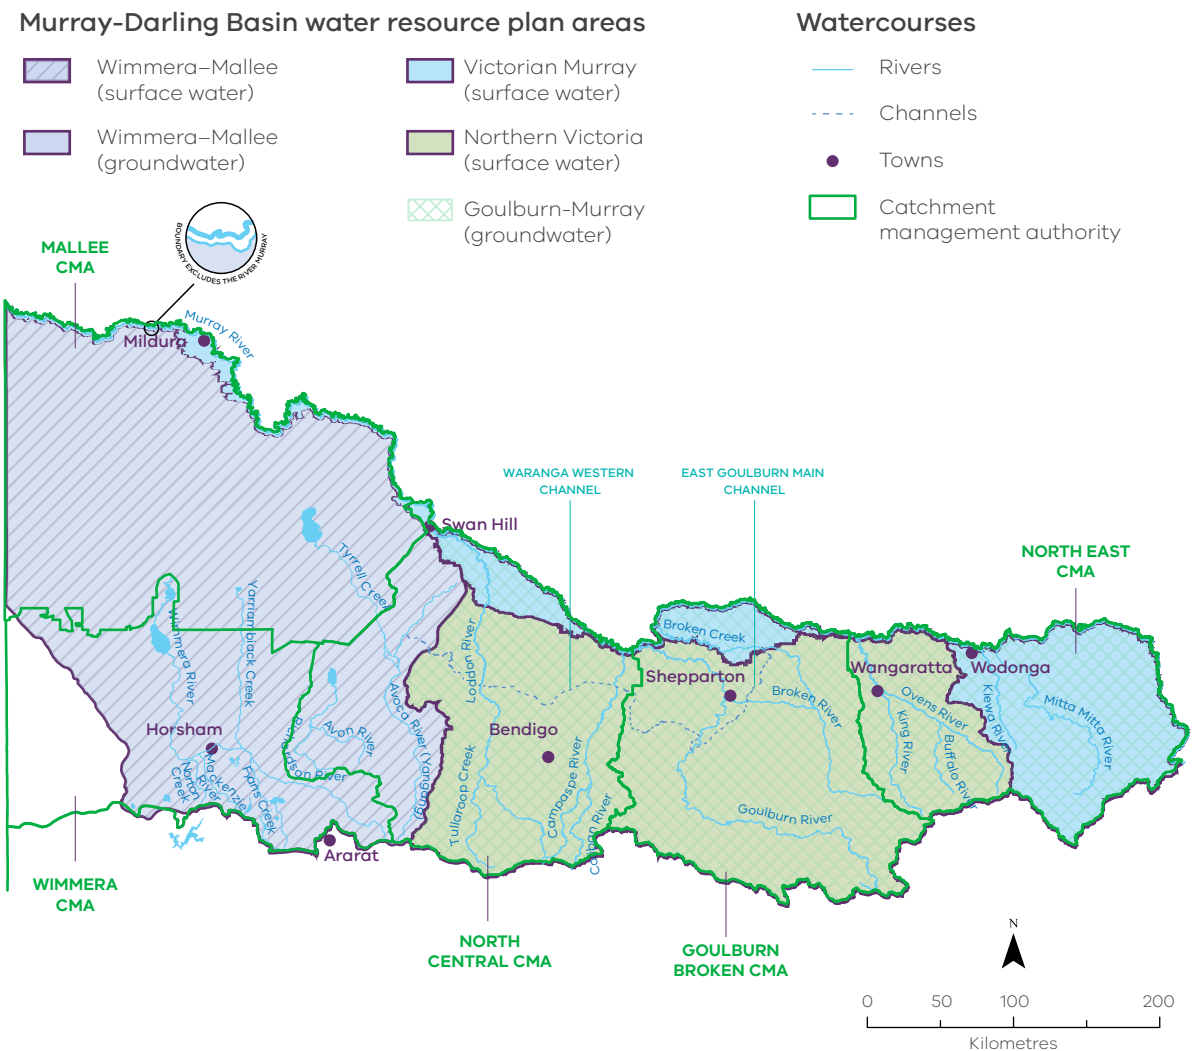 Murray-Darling Basin water resource plan areas
Watercourses
Wimmera–Mallee
(surface water)
Wimmera–Mallee
(groundwater)
Victorian Murray
(surface water)
Northern Victoria
(surface water)
Goulburn-Murray
(groundwater)
Rivers
Channels
Towns
Catchment
management authority
BOUNDARY EXCLUDES THE RIVER MURRAY
MALLEE
CMA
Murray River
Mildura
WARANGA WESTERN
CHANNEL
EAST GOULBURN MAIN
CHANNEL
Swan Hill
NORTH EAST
CMA
Tyrrell Creek
Yarriambiack Creek
Wimmera River
Loddon River
Broken Creek
Shepparton
Wangaratta
Wodonga
Avoca River (Yangang)
Broken River
Ovens River
Kiewa River
Mitta Mitta River
King River
Buffalo Riv
Horsham
Avon River
Richardson River
Bendigo
Norton
Creek
Mackenzie
River
Fyans Creek
Tullaroop Creek
Campaspe River
Coliban River
Goulburn River
Ararat
WIMMERA
CMA
NORTH
CENTRAL CMA
GOULBURN
BROKEN CMA
N
0 50 100 200
Kilometres